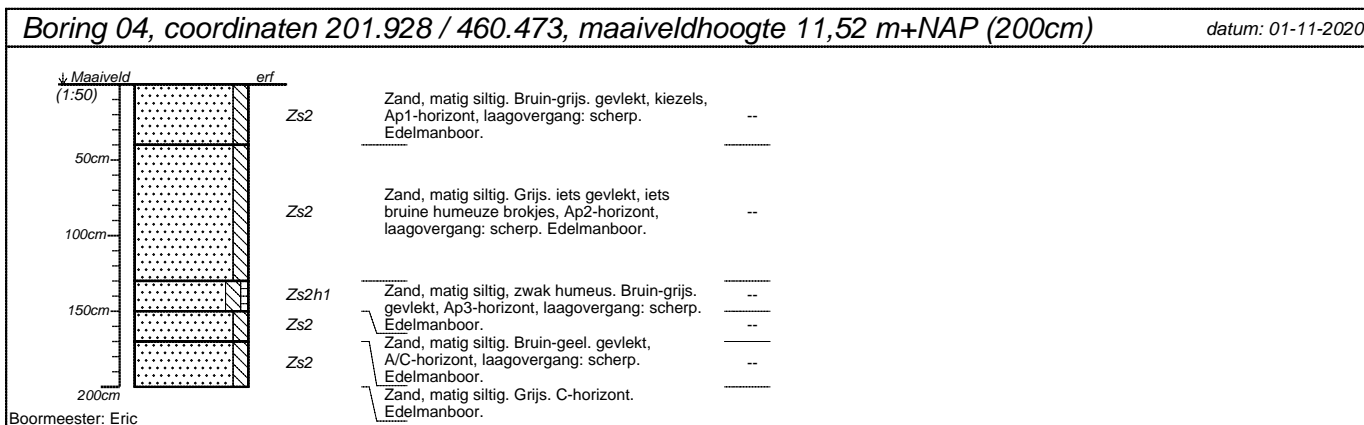 Boring 04, coordinaten 201.928 / 460.473, maaiveldhoogte 11,52 m+NAP (200cm)
datum: 01-11-2020
Maaiveld
erf
(1:50)
Zs2
Zand, matig siltig. Bruin-grijs. gevlekt, kiezels,
Ap1-horizont, laagovergang: scherp.
Edelmanboor.
--
50cm
Zs2
Zand, matig siltig. Grijs. iets gevlekt, iets
bruine humeuze brokjes, Ap2-horizont,
laagovergang: scherp. Edelmanboor.
--
100cm
Zs2h1
Zand, matig siltig, zwak humeus. Bruin-grijs.
gevlekt, Ap3-horizont, laagovergang: scherp.
Edelmanboor.
--
150cm
Zs2
--
Zand, matig siltig. Bruin-geel. gevlekt,
A/C-horizont, laagovergang: scherp.
Edelmanboor.
Zs2
--
Zand, matig siltig. Grijs. C-horizont.
Edelmanboor.
200cm
Boormeester: Eric